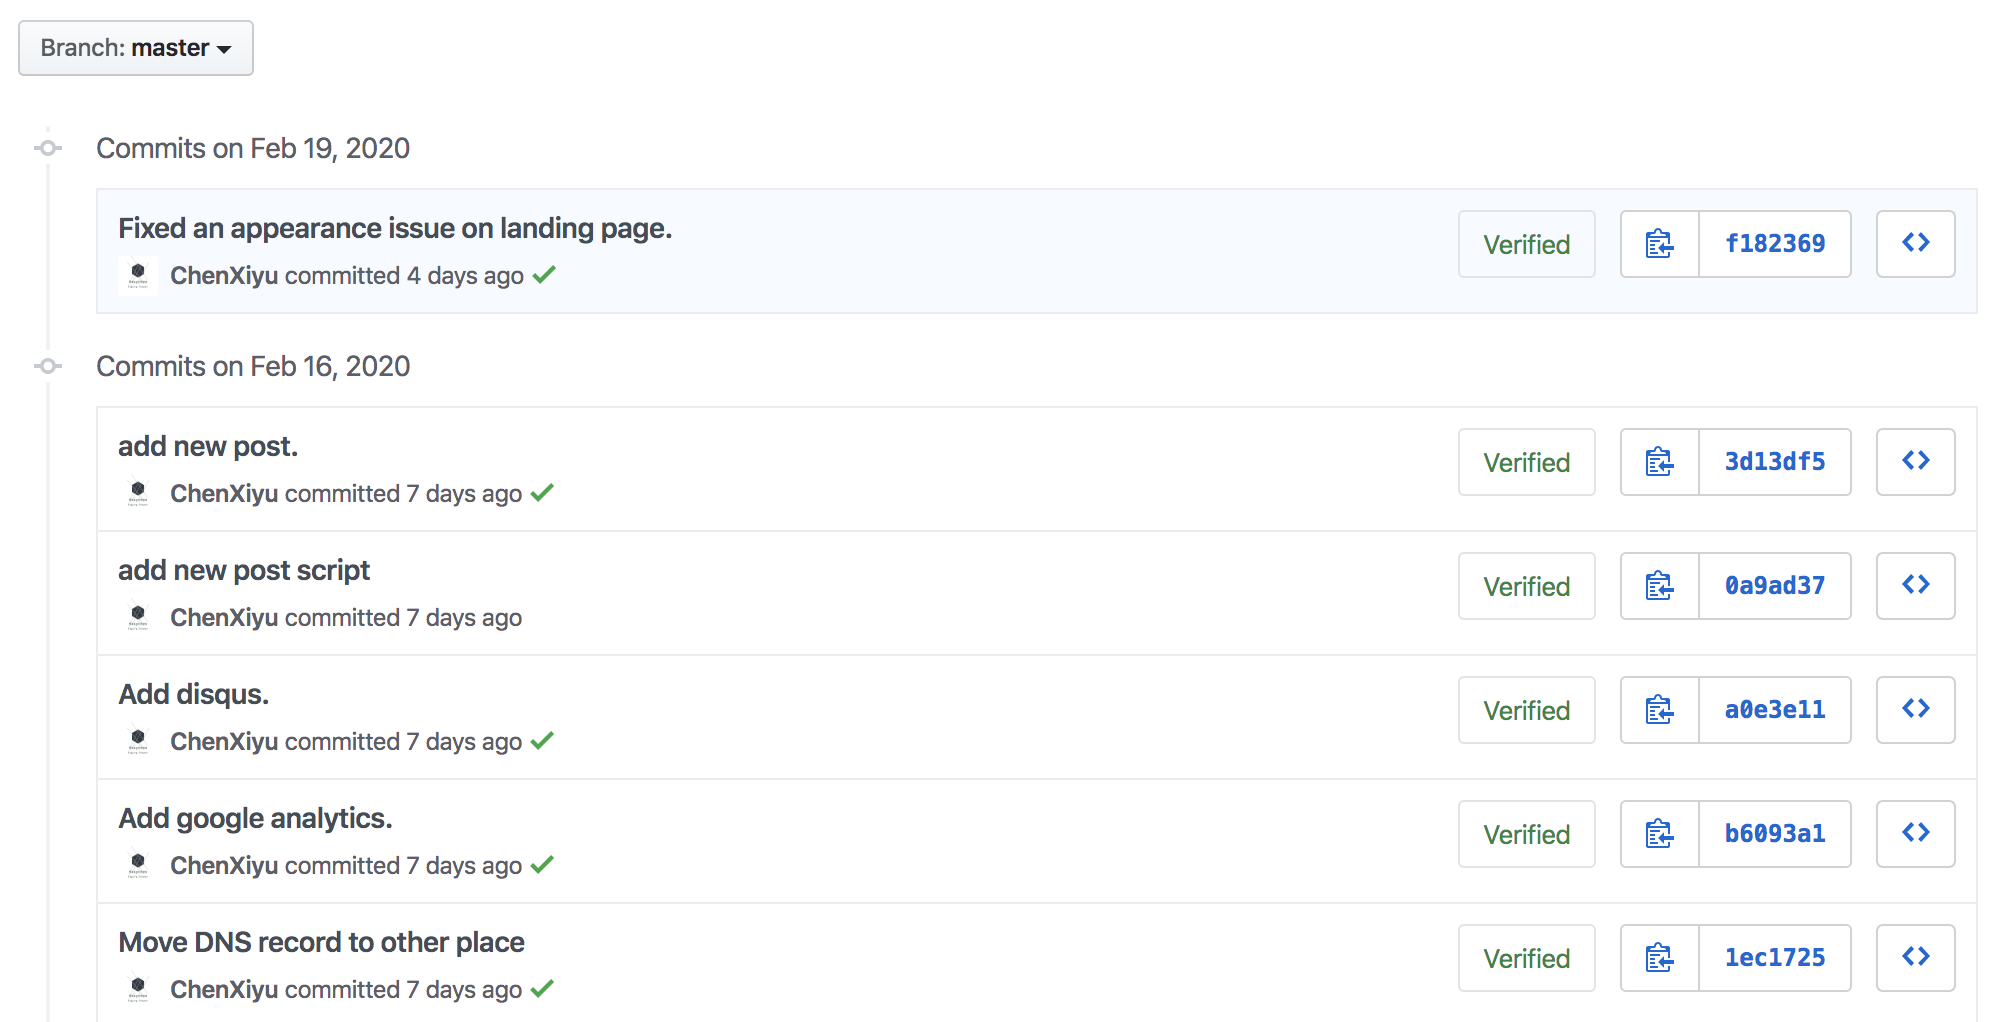 Branch: master
Commits on Feb 19, 2020
Fixed an appearance issue on landing page.
Verified
f182369
ChenXiyu committed 4 days ago
Commits on Feb 16, 2020
add new post.
Verified
3d13df5
ChenXiyu committed 7 days ago
add new post script
Verified
0a9ad37
ChenXiyu committed 7 days ago
Add disqus.
Verified
a0e3e11
ChenXiyu committed 7 days ago
Add google analytics.
Verified
b6093a1
ChenXiyu committed 7 days ago
Move DNS record to other place
Verified
1ec1725
ChenXiyu committed 7 days ago